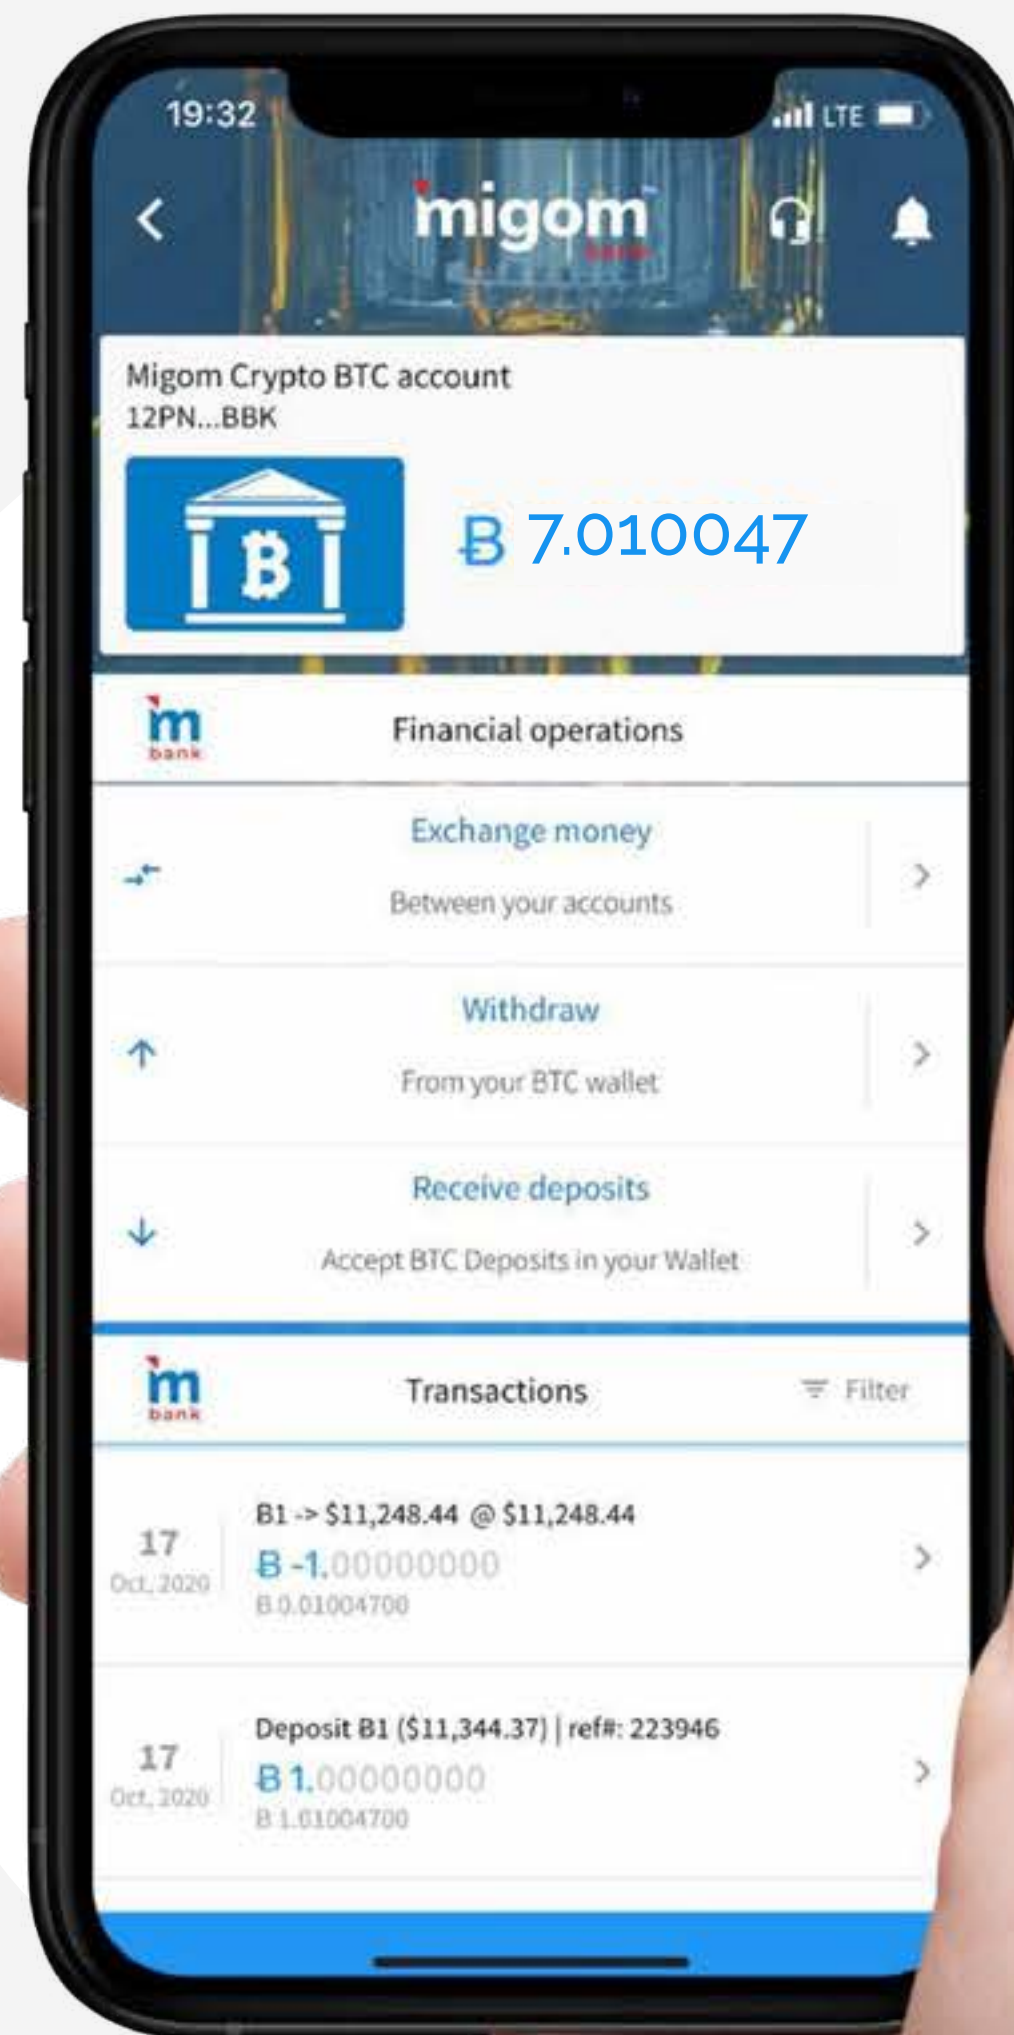 19:32
LTE
migom
bank
Migom Crypto BTC account
12PN...BBK
Ƀ 7.010047
m
bank
Financial operations
Exchange money
Between your accounts
Withdraw
From your BTC wallet
Receive deposits
Accept BTC Deposits in your Wallet
m
bank
Transactions
Filter
17
Oct, 2020
Ƀ1 -> $11,248.44 @ $11,248.44
Ƀ -1.00000000
Ƀ 0.01004700
17
Oct, 2020
Deposit Ƀ1 ($11,344.37) | ref#: 223946
Ƀ 1.00000000
Ƀ 1.01004700